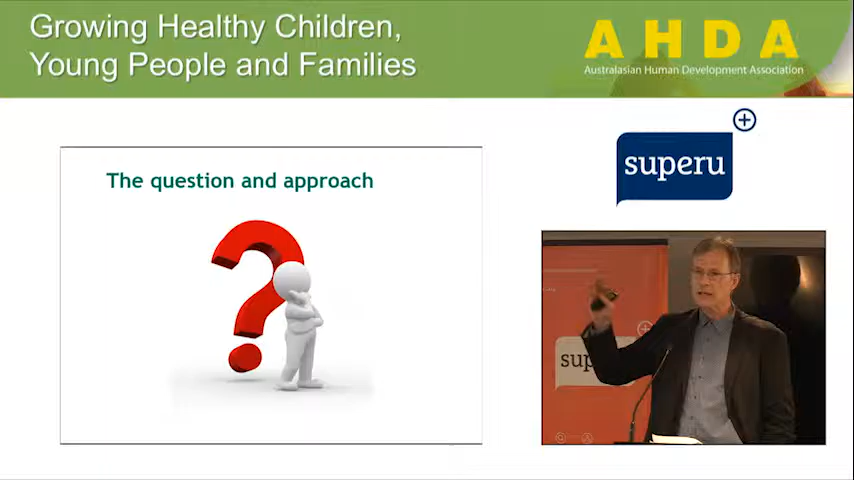 Growing Healthy Children,
Young People and Families
AHDA
Australasian Human Development Association
superu
The question and approach
sup